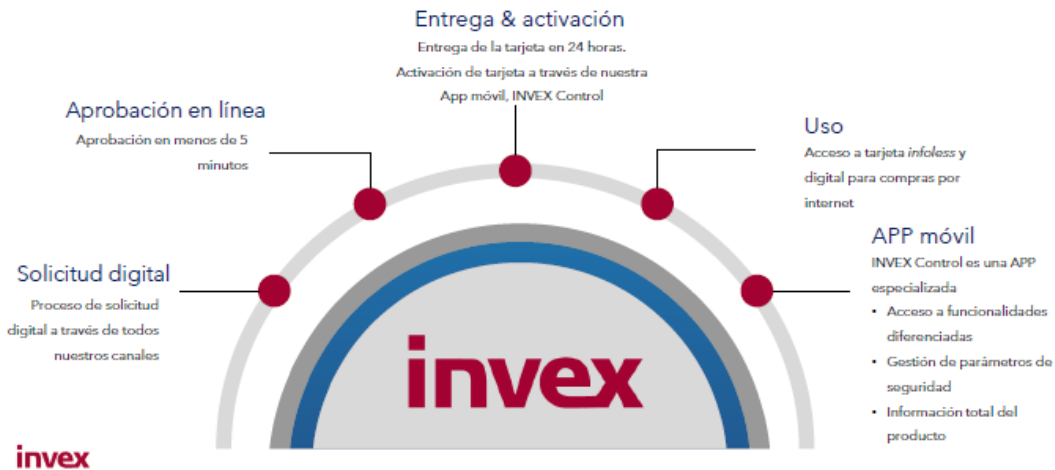 Solicitud digital
Proceso de solicitud
digital a través de todos
nuestros canales
Aprobación en línea
Aprobación en menos de 5
minutos
Entrega & activación
Entrega de la tarjeta en 24 horas.
Activación de tarjeta a través de nuestra
App móvil, INVEX Control
Uso
Acceso a tarjeta infoless y
digital para compras por
internet
APP móvil
INVEX Control es una APP
especializada
• Acceso a funcionalidades
diferenciadas
• Gestión de parámetros de
seguridad
• Información total del
producto
invex
invex